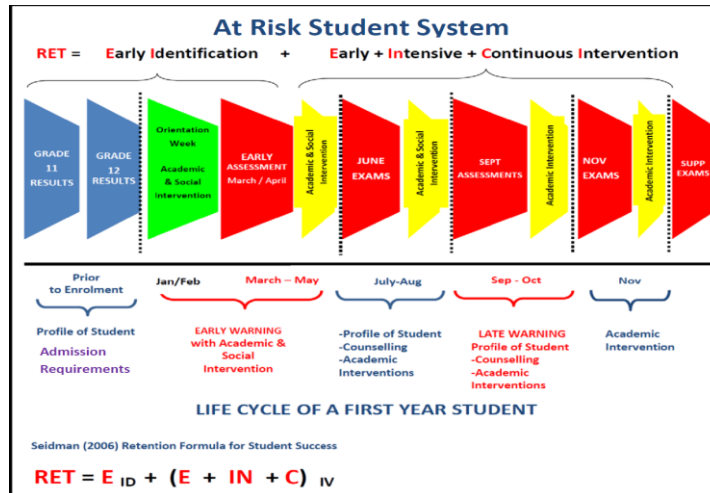 At Risk Student System
RET = Early Identification + Early + Intensive + Continuous Intervention
GRADE
11
RESULTS
GRADE
12
RESULTS
Orientation
Week
Academic
& Social
Intervention
EARLY
ASSESSMENT
March / April
Academic & Social
Intervention
JUNE
EXAMS
Academic & Social
Intervention
SEPT
ASSESSMENTS
Academic Intervention
NOV
EXAMS
Academic Intervention
SUPP
EXAMS
Prior
to Enrolment
Jan/Feb
March – May
July-Aug
Sep - Oct
Nov
Profile of Student
Admission
Requirements
EARLY WARNING
with Academic &
Social
Intervention
-Profile of Student
-Counselling
-Academic
Interventions
LATE WARNING
Profile of Student
-Counselling
-Academic
Interventions
Academic
Intervention
LIFE CYCLE OF A FIRST YEAR STUDENT
Seidman (2006) Retention Formula for Student Success
RET = E ID + (E + IN + C) IV